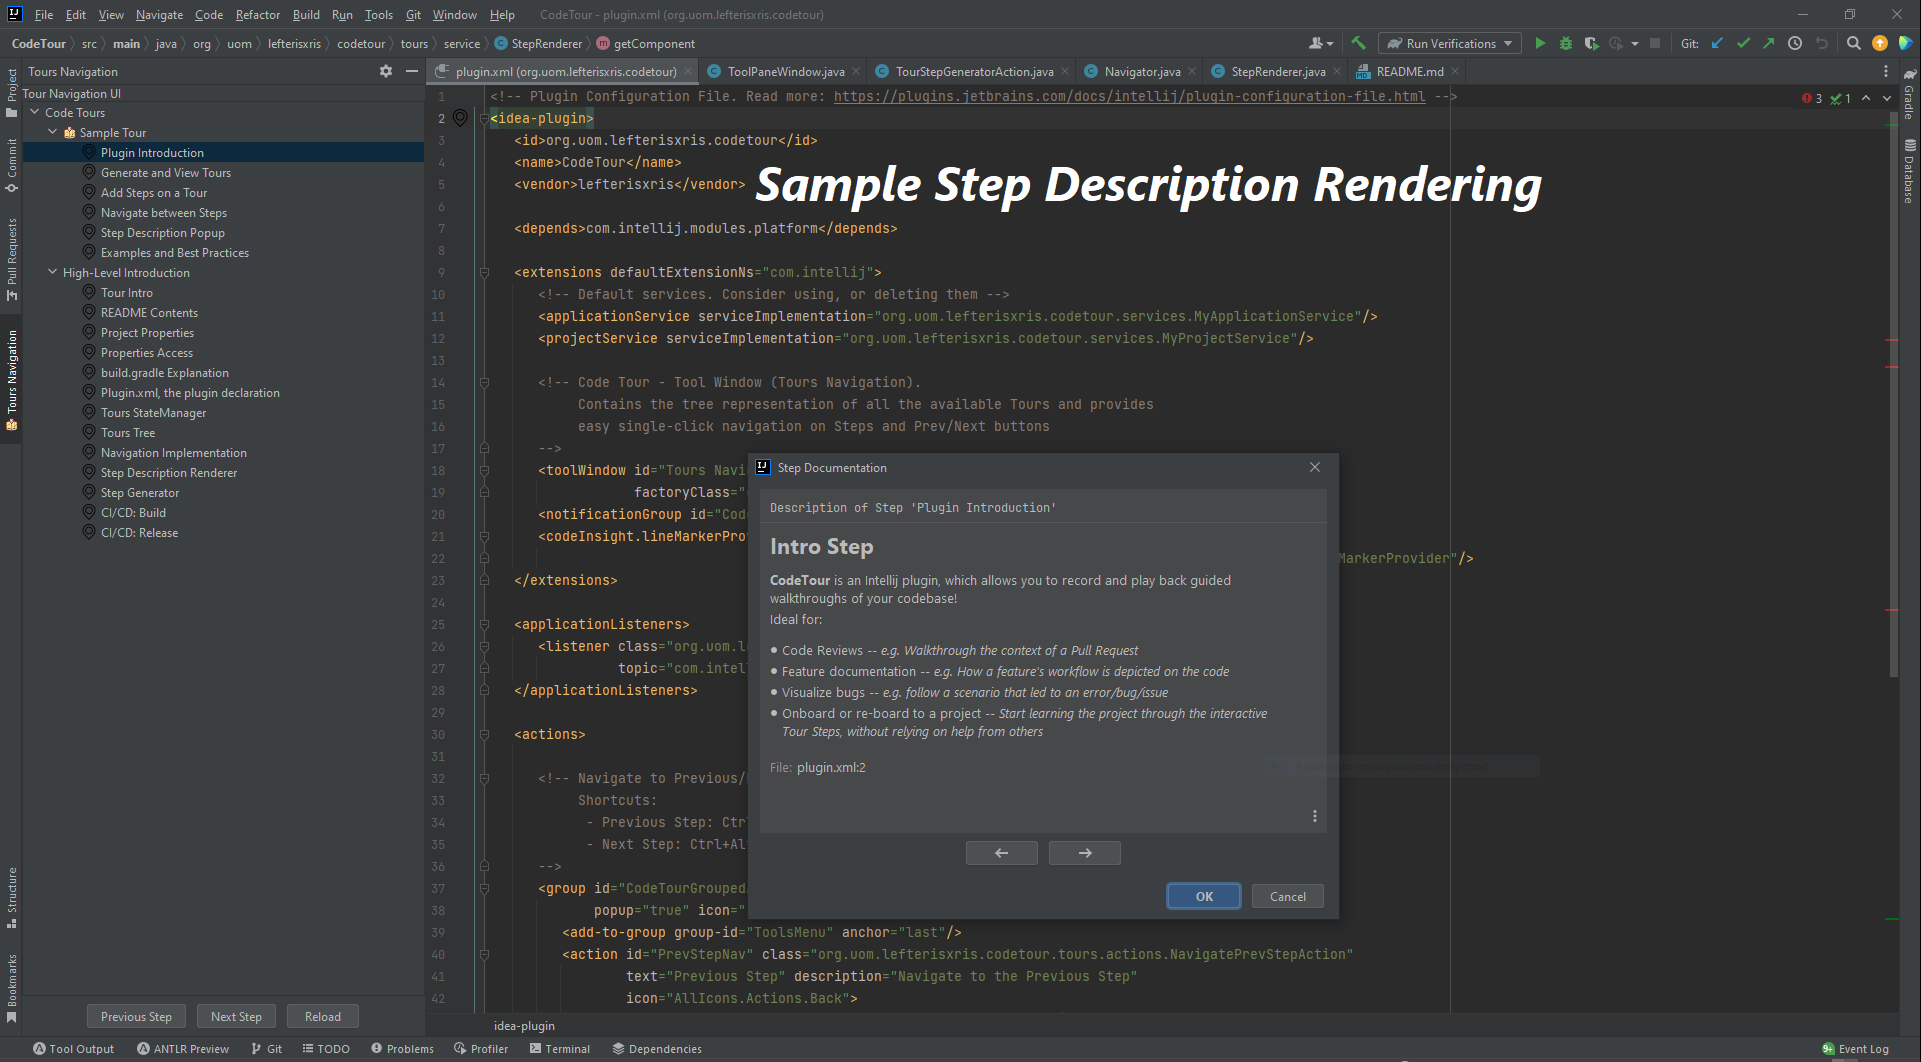 File Edit View Navigate Code Refactor Build Run Tools Git Window Help CodeTour - plugin.xml (org.uom.lefterisxris.codetour)
CodeTour src main java org uom lefterisxris codetour tours service StepRenderer getComponent Run Verifications Git:
Tours Navigation
plugin.xml (org.uom.lefterisxris.codetour) ToolPaneWindow.java TourStepGeneratorAction.java Navigator.java StepRenderer.java README.md
Project
Commit
Pull Requests
Tours Navigation
Structure
Bookmarks
Tour Navigation UI
Code Tours
Sample Tour
Plugin Introduction
Generate and View Tours
Add Steps on a Tour
Navigate between Steps
Step Description Popup
Examples and Best Practices
High-Level Introduction
Tour Intro
README Contents
Project Properties
Properties Access
build.gradle Explanation
Plugin.xml, the plugin declaration
Tours StateManager
Tours Tree
Navigation Implementation
Step Description Renderer
Step Generator
CI/CD: Build
CI/CD: Release
Previous Step Next Step Reload
1 <!-- Plugin Configuration File. Read more: https://plugins.jetbrains.com/docs/intellij/plugin-configuration-file.html -->
3 1
2 <idea-plugin>
3 <id>org.uom.lefterisxris.codetour</id>
4 <name>CodeTour</name>
5 <vendor>lefterisxris</vendor>
Sample Step Description Rendering
6
7 <depends>com.intellij.modules.platform</depends>
8
9 <extensions defaultExtensionNs="com.intellij">
10 <!-- Default services. Consider using, or deleting them -->
11 <applicationService serviceImplementation="org.uom.lefterisxris.codetour.services.MyApplicationService"/>
12 <projectService serviceImplementation="org.uom.lefterisxris.codetour.services.MyProjectService"/>
13
14 <!-- Code Tour - Tool Window (Tours Navigation).
15 Contains the tree representation of all the available Tours and provides
16 easy single-click navigation on Steps and Prev/Next buttons
17 -->
18 <toolWindow id="Tours Navi
19 factoryClass="
20 <notificationGroup id="Cod
21 <codeInsight.lineMarkerPro
22 MarkerProvider"/>
23 </extensions>
24
25 <applicationListeners>
26 <listener class="org.uom.l
27 topic="com.intell
28 </applicationListeners>
29
30 <actions>
31
32 <!-- Navigate to Previous/
33 Shortcuts:
34 - Previous Step: Ctr
35 - Next Step: Ctrl+Al
36 -->
37 <group id="CodeTourGrouped
38 popup="true" icon="
39 <add-to-group group-id="ToolsMenu" anchor="last"/>
40 <action id="PrevStepNav" class="org.uom.lefterisxris.codetour.tours.actions.NavigatePrevStepAction"
41 text="Previous Step" description="Navigate to the Previous Step"
42 icon="AllIcons.Actions.Back">
Step Documentation
Description of Step 'Plugin Introduction'
Intro Step
CodeTour is an Intellij plugin, which allows you to record and play back guided
walkthroughs of your codebase!
Ideal for:
• Code Reviews -- e.g. Walkthrough the context of a Pull Request
• Feature documentation -- e.g. How a feature's workflow is depicted on the code
• Visualize bugs -- e.g. follow a scenario that led to an error/bug/issue
• Onboard or re-board to a project -- Start learning the project through the interactive
Tour Steps, without relying on help from others
File: plugin.xml:2
OK Cancel
Gradle
Database
idea-plugin
Tool Output ANTLR Preview Git TODO Problems Profiler Terminal Dependencies 9+ Event Log